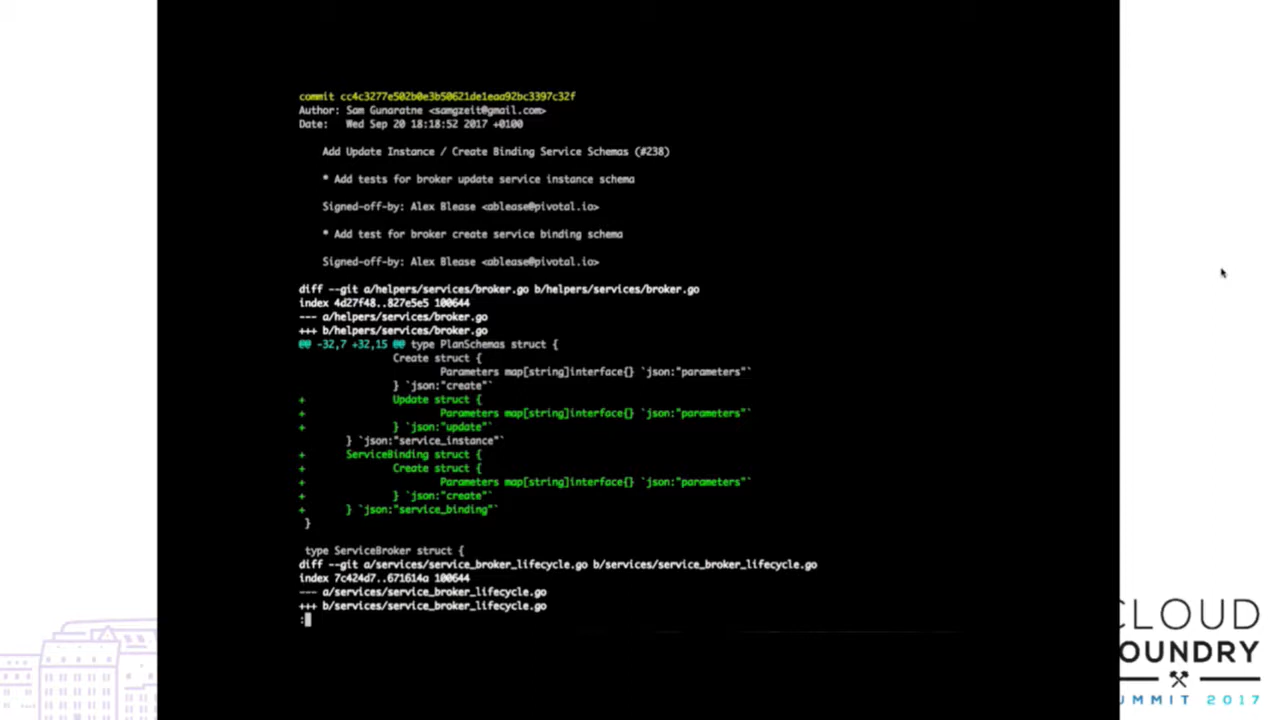 commit cc4c3277e502b0e3b50621de1eaa92bc3397c32f
Author: Sam Gunaratne <samgzeit@gmail.com>
Date:   Wed Sep 20 18:18:52 2017 +0100
Add Update Instance / Create Binding Service Schemas (#238)
* Add tests for broker update service instance schema
Signed-off-by: Alex Blease <ablease@pivotal.io>
* Add test for broker create service binding schema
Signed-off-by: Alex Blease <ablease@pivotal.io>
diff --git a/helpers/services/broker.go b/helpers/services/broker.go
index 4d27f48..827e5e5 100644
--- a/helpers/services/broker.go
+++ b/helpers/services/broker.go
@@ -32,7 +32,15 @@ type PlanSchemas struct {
Create struct {
Parameters map[string]interface{} `json:"parameters"`
} `json:"create"`
+ Update struct {
+ Parameters map[string]interface{} `json:"parameters"`
+ } `json:"update"`
} `json:"service_instance"`
+ ServiceBinding struct {
+ Create struct {
+ Parameters map[string]interface{} `json:"parameters"`
+ } `json:"create"`
+ } `json:"service_binding"`
}
type ServiceBroker struct {
diff --git a/services/service_broker_lifecycle.go b/services/service_broker_lifecycle.go
index 7c424d7..671614a 100644
--- a/services/service_broker_lifecycle.go
+++ b/services/service_broker_lifecycle.go
:
CLOUD
OUNDRY
UMMIT 2017